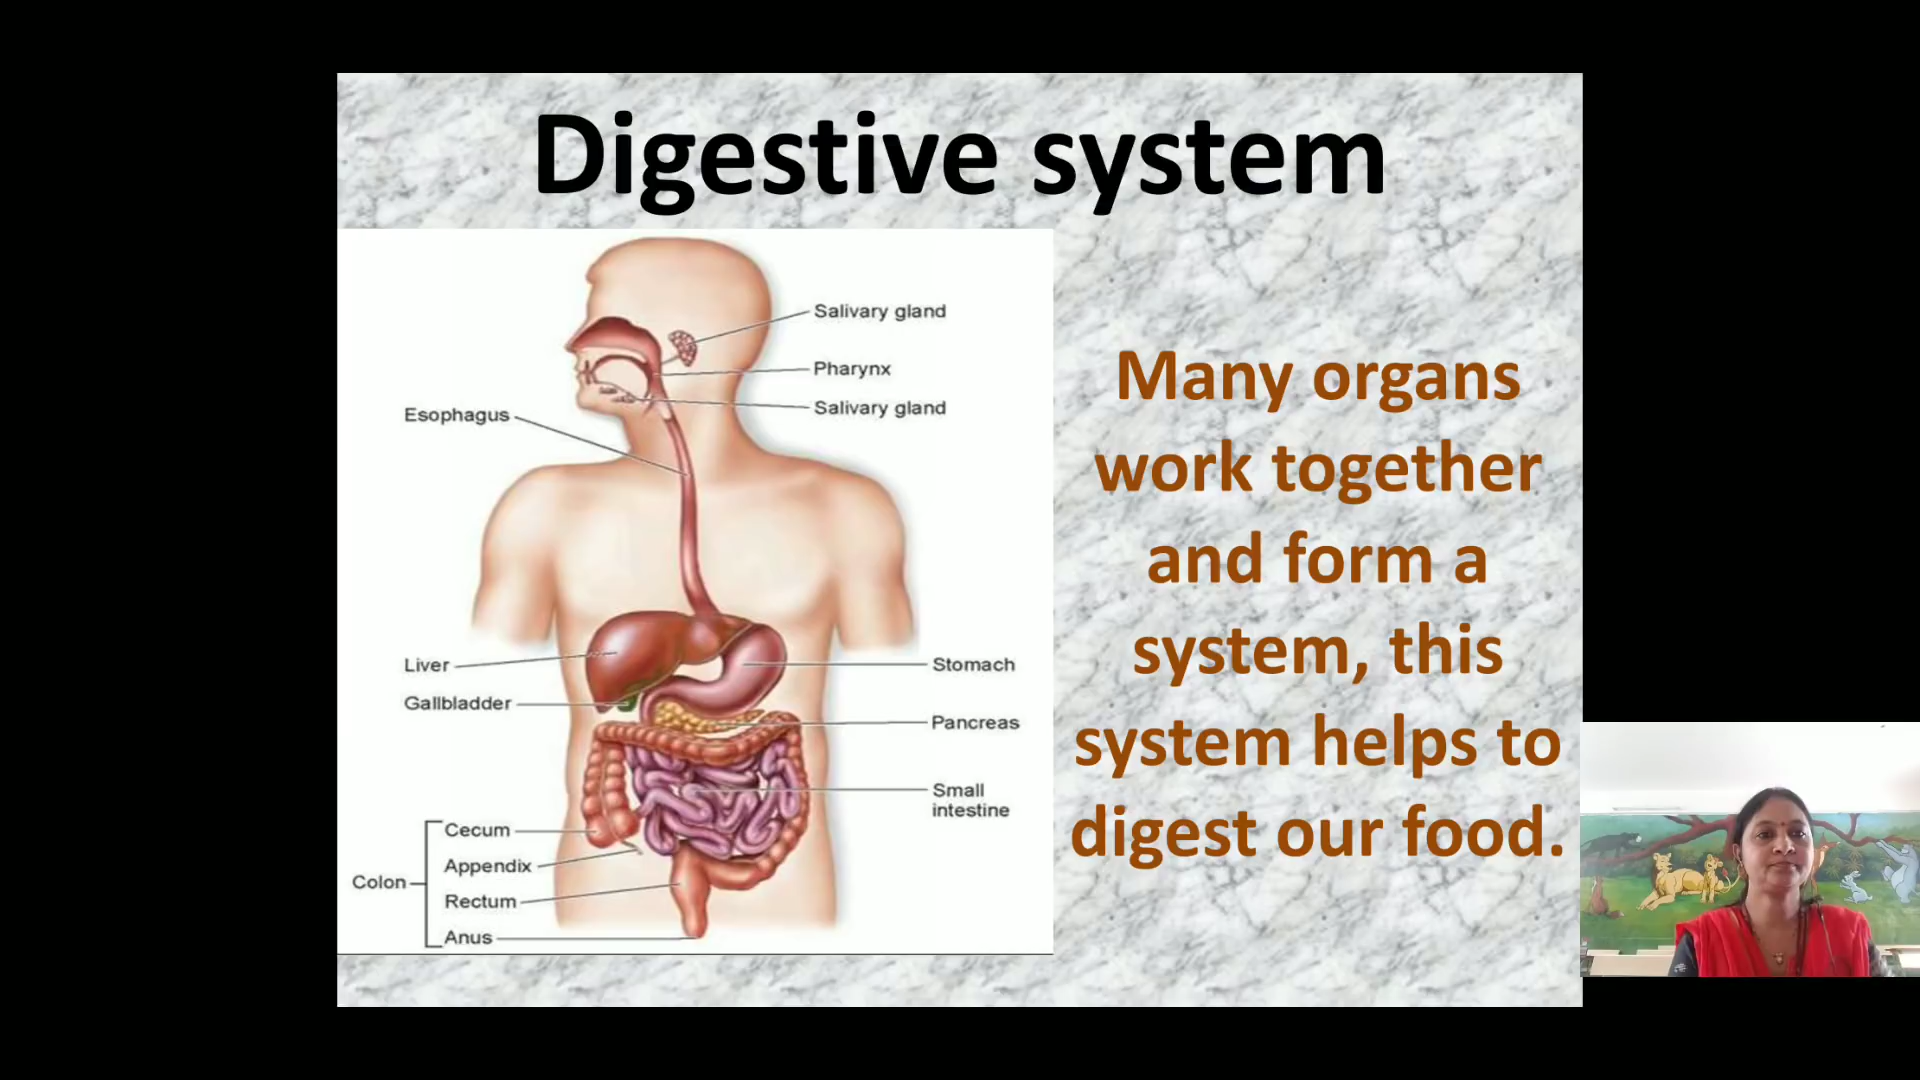 Digestive system
Salivary gland
Pharynx
Salivary gland
Esophagus
Liver
Gallbladder
Stomach
Pancreas
Small
intestine
Colon
Cecum
Appendix
Rectum
Anus
Many organs
work together
and form a
system, this
system helps to
digest our food.